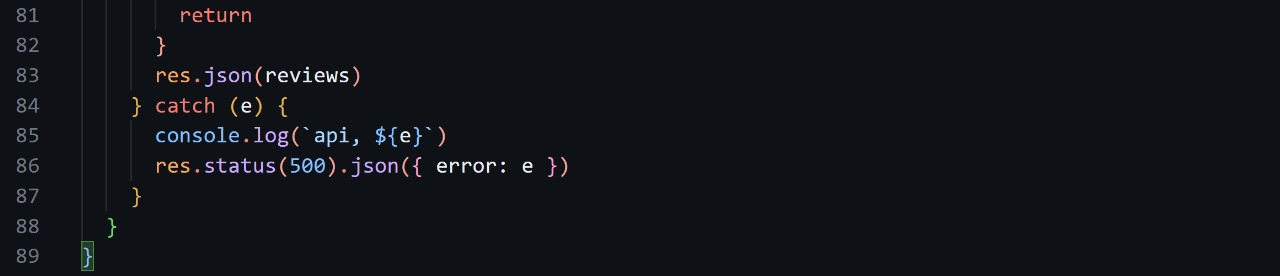 81 return
82 }
83 res.json(reviews)
84 } catch (e) {
85 console.log(`api, ${e}`)
86 res.status(500).json({ error: e })
87 }
88 }
89 }